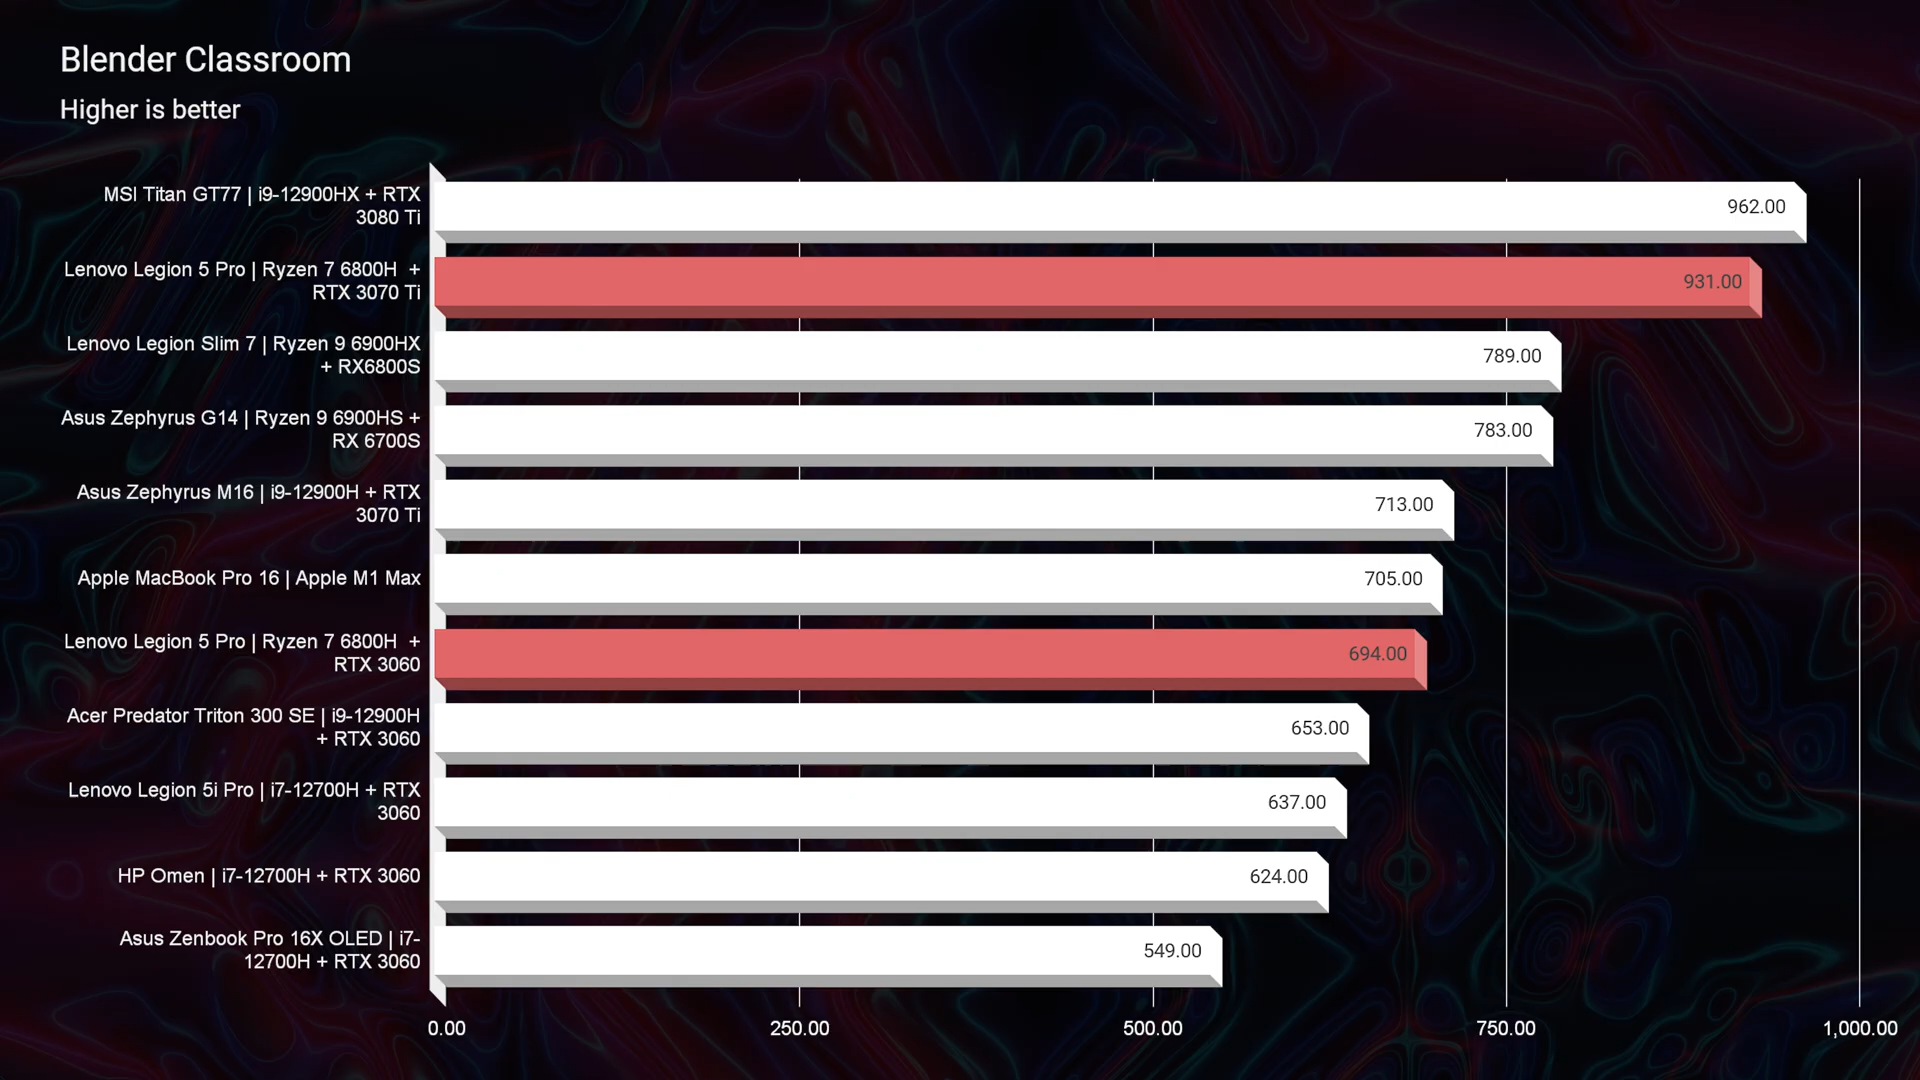 Blender Classroom
Higher is better
MSI Titan GT77 | i9-12900HX + RTX
3080 Ti
962.00
Lenovo Legion 5 Pro | Ryzen 7 6800H +
RTX 3070 Ti
931.00
Lenovo Legion Slim 7 | Ryzen 9 6900HX
+ RX6800S
789.00
Asus Zephyrus G14 | Ryzen 9 6900HS +
RX 6700S
783.00
Asus Zephyrus M16 | i9-12900H + RTX
3070 Ti
713.00
Apple MacBook Pro 16 | Apple M1 Max
705.00
Lenovo Legion 5 Pro | Ryzen 7 6800H +
RTX 3060
694.00
Acer Predator Triton 300 SE | i9-12900H
+ RTX 3060
653.00
Lenovo Legion 5i Pro | i7-12700H + RTX
3060
637.00
HP Omen | i7-12700H + RTX 3060
624.00
Asus Zenbook Pro 16X OLED | i7-
12700H + RTX 3060
549.00
0.00 250.00 500.00 750.00 1,000.00